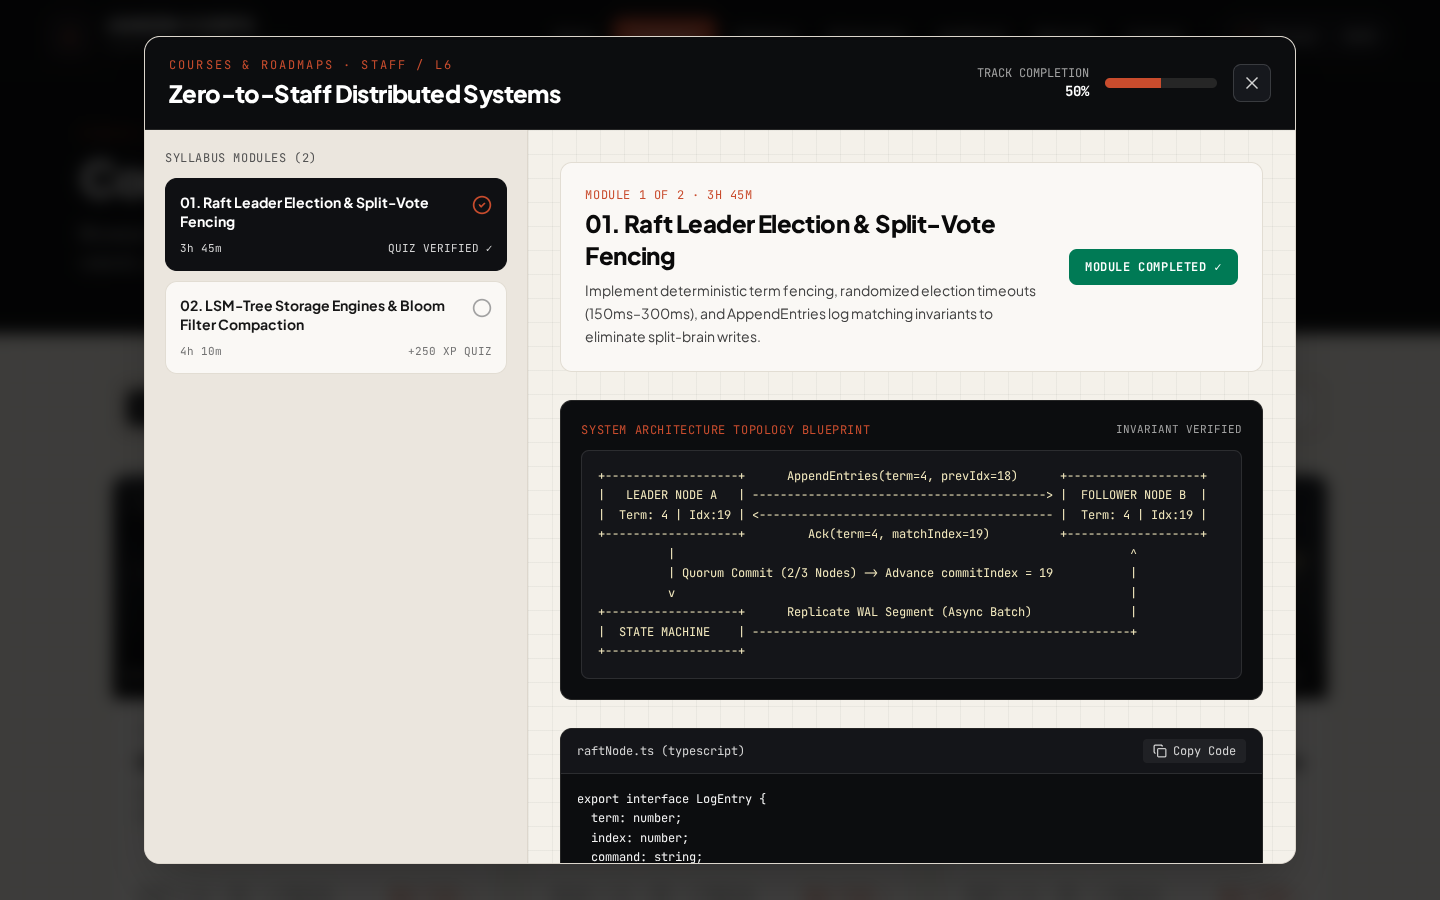 COURSES & ROADMAPS · STAFF / L6
Zero-to-Staff Distributed Systems
TRACK COMPLETION
50%
SYLLABUS MODULES (2)
01. Raft Leader Election & Split-Vote
Fencing
3h 45m QUIZ VERIFIED ✓
02. LSM-Tree Storage Engines & Bloom
Filter Compaction
4h 10m +250 XP QUIZ
MODULE 1 OF 2 · 3H 45M
01. Raft Leader Election & Split-Vote
Fencing
Implement deterministic term fencing, randomized election timeouts
(150ms–300ms), and AppendEntries log matching invariants to
eliminate split-brain writes.
MODULE COMPLETED ✓
SYSTEM ARCHITECTURE TOPOLOGY BLUEPRINT INVARIANT VERIFIED
+-------------------+      AppendEntries(term=4, prevIdx=18)      +-------------------+
|   LEADER NODE A   | ------------------------------------------> |  FOLLOWER NODE B  |
|  Term: 4 | Idx:19 | <------------------------------------------ |  Term: 4 | Idx:19 |
+-------------------+         Ack(term=4, matchIndex=19)          +-------------------+
          |                                                                 ^
          | Quorum Commit (2/3 Nodes) -> Advance commitIndex = 19           |
          v                                                                 |
+-------------------+      Replicate WAL Segment (Async Batch)              |
|  STATE MACHINE    | ------------------------------------------------------+
+-------------------+
raftNode.ts (typescript) Copy Code
export interface LogEntry {
  term: number;
  index: number;
  command: string;